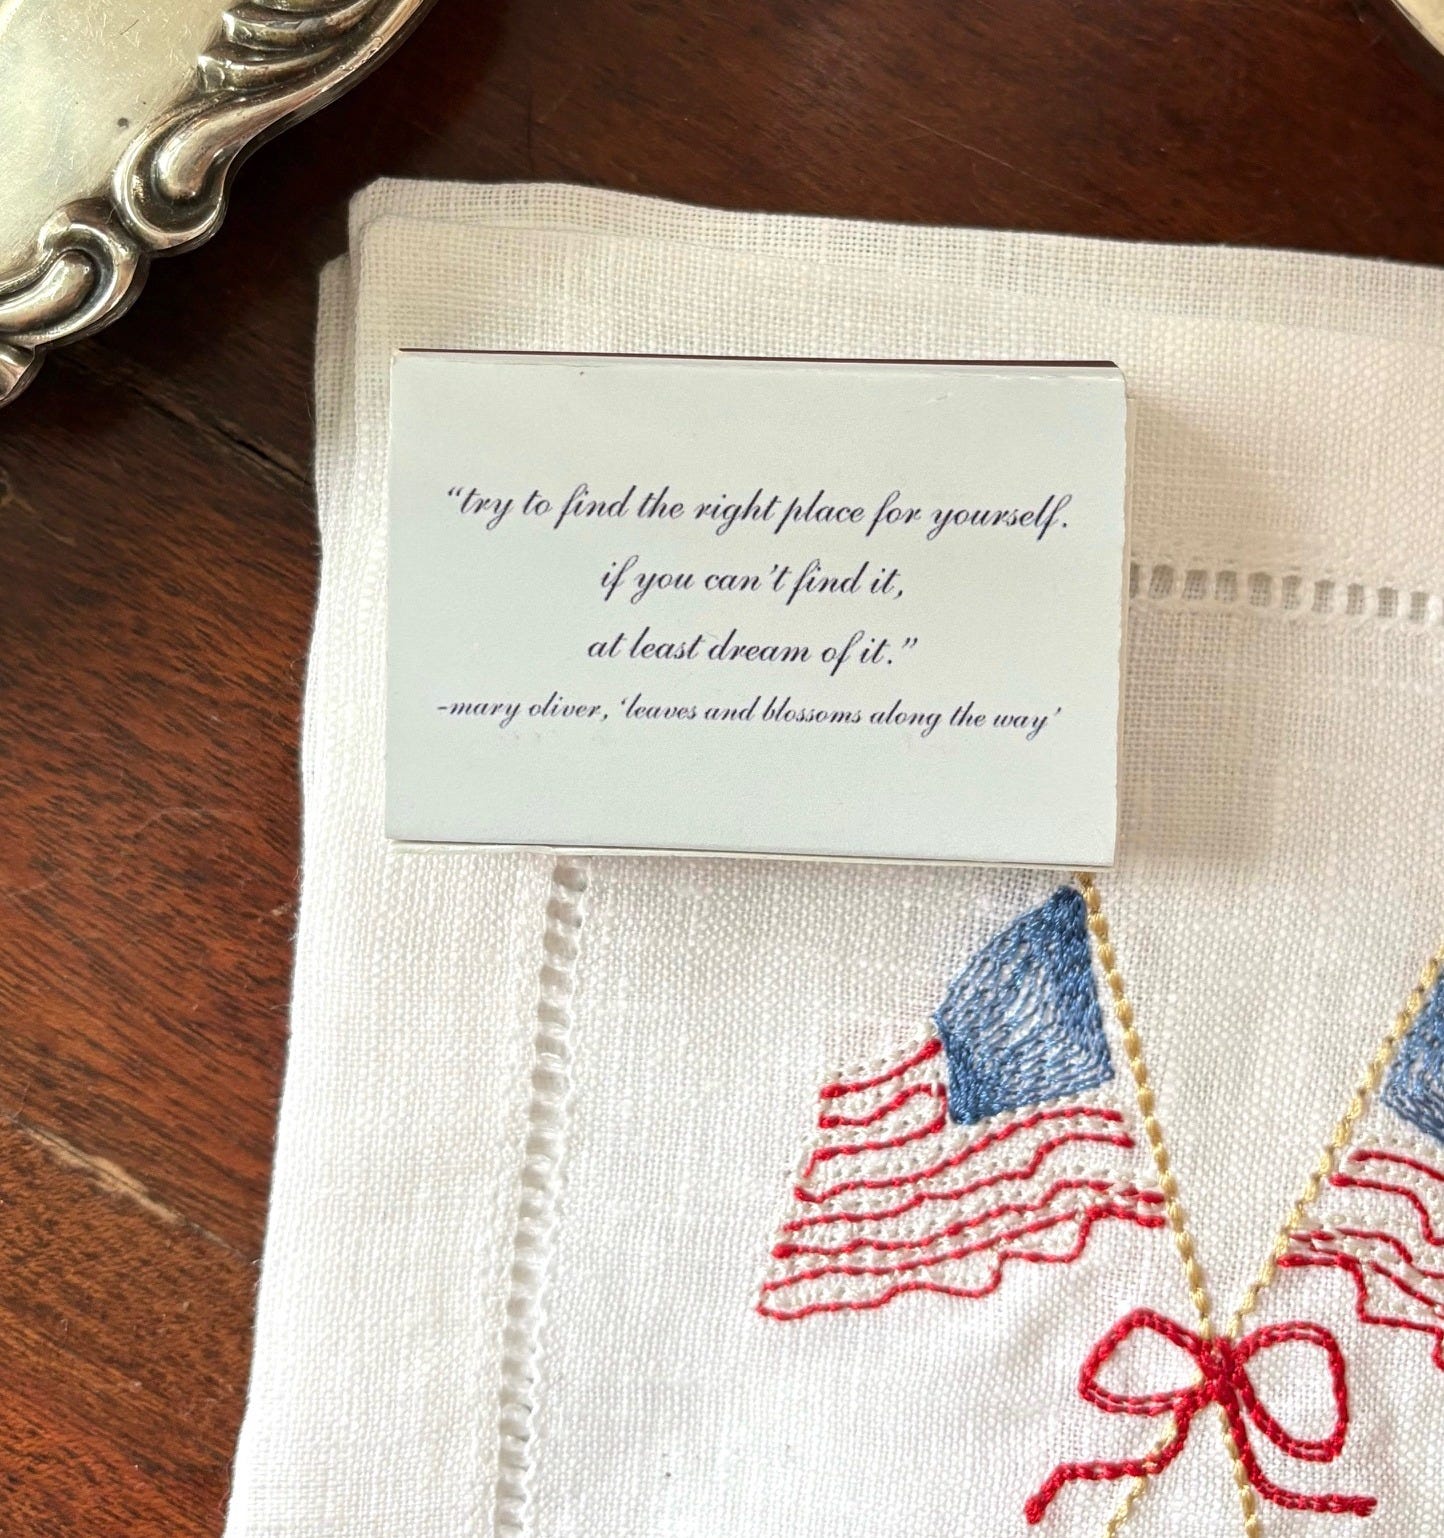 “try to find the right place for yourself.
if you can’t find it,
at least dream of it.”
-mary oliver, ‘leaves and blossoms along the way’